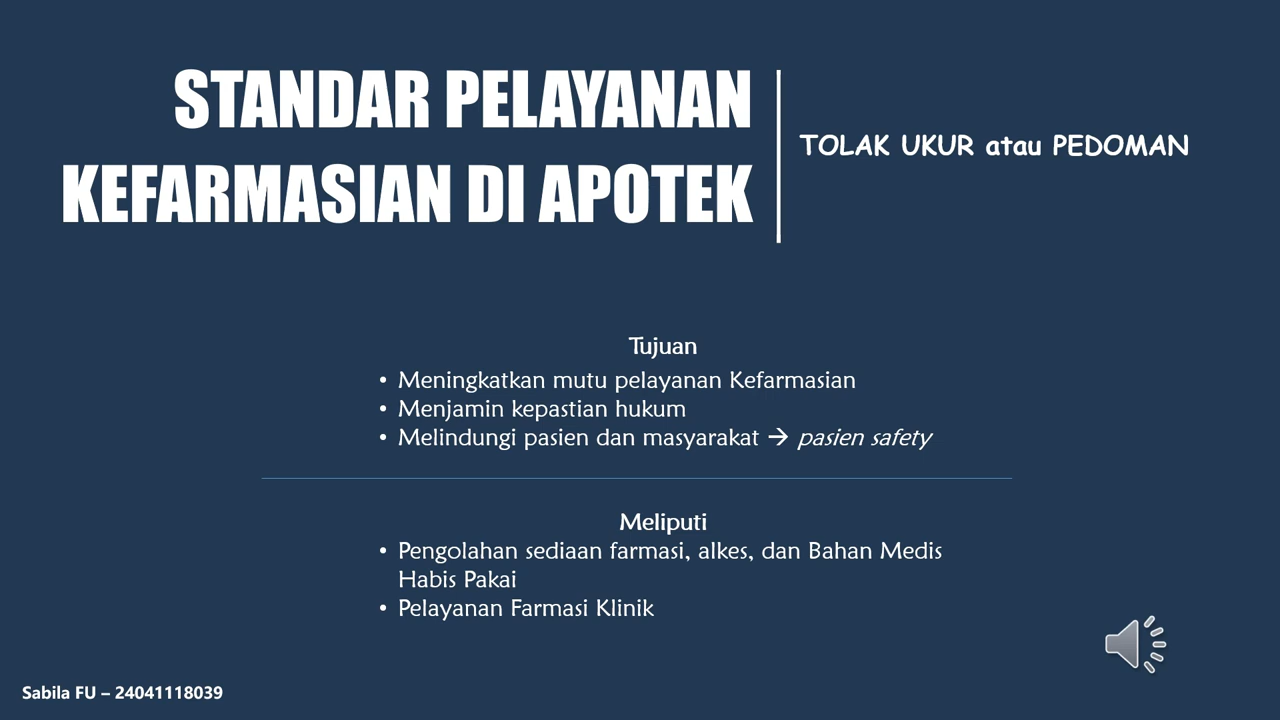 STANDAR PELAYANAN
KEFARMASIAN DI APOTEK
TOLAK UKUR atau PEDOMAN
Tujuan
• Meningkatkan mutu pelayanan Kefarmasian
• Menjamin kepastian hukum
• Melindungi pasien dan masyarakat → pasien safety
Meliputi
• Pengolahan sediaan farmasi, alkes, dan Bahan Medis
Habis Pakai
• Pelayanan Farmasi Klinik
Sabila FU – 24041118039